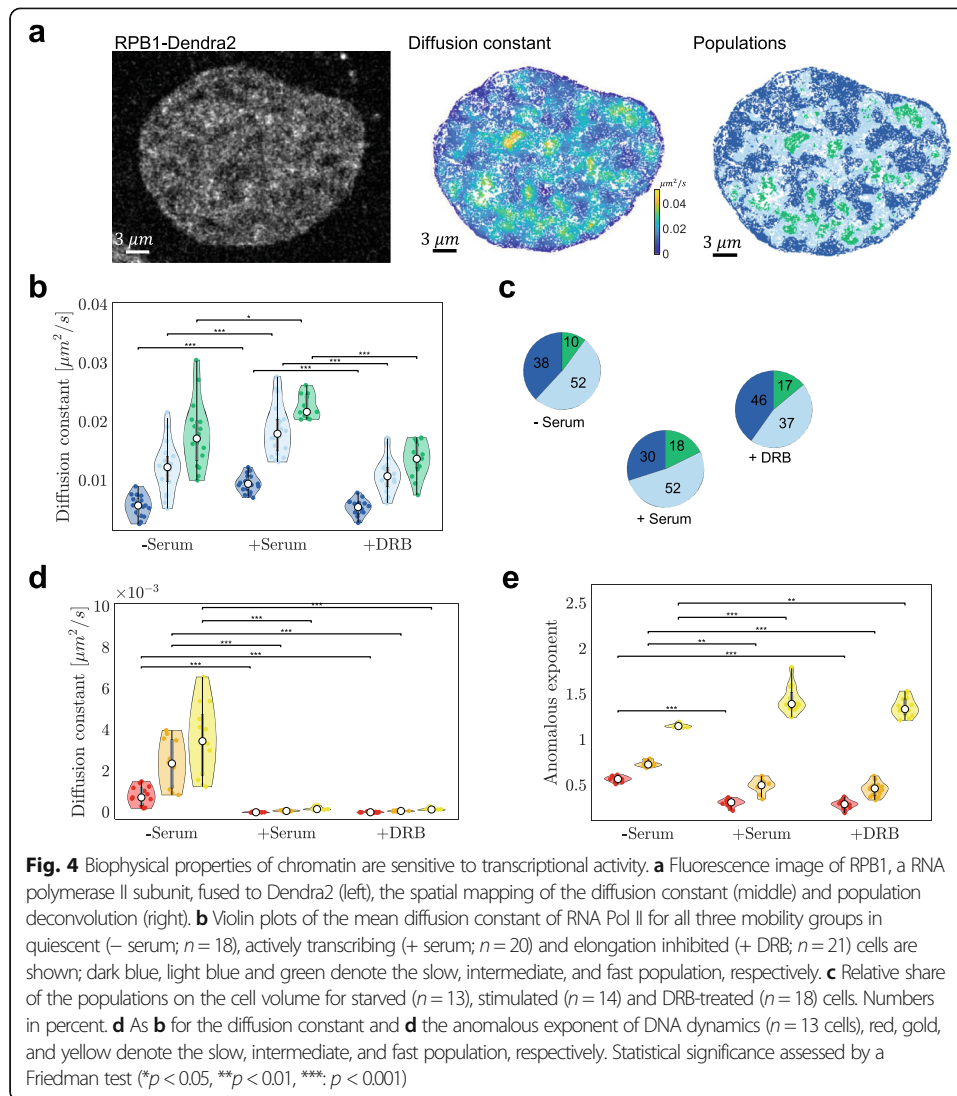 a
RPB1-Dendra2
Diffusion constant
Populations
3 μm
3 μm
μm²/s
0.04
0.02
0
3 μm
b
Diffusion constant [μm²/s]
0.04
0.03
0.02
0.01
*
***
***
***
***
***
-Serum
+Serum
+DRB
c
38
10
52
- Serum
46
17
37
+ DRB
30
18
52
+ Serum
d
×10⁻³
Diffusion constant [μm²/s]
10
8
6
4
2
0
***
***
***
***
***
***
-Serum
+Serum
+DRB
e
Anomalous exponent
2.5
2
1.5
1
0.5
**
***
***
**
***
***
-Serum
+Serum
+DRB
Fig. 4 Biophysical properties of chromatin are sensitive to transcriptional activity. a Fluorescence image of RPB1, a RNA
polymerase II subunit, fused to Dendra2 (left), the spatial mapping of the diffusion constant (middle) and population
deconvolution (right). b Violin plots of the mean diffusion constant of RNA Pol II for all three mobility groups in
quiescent (− serum; n = 18), actively transcribing (+ serum; n = 20) and elongation inhibited (+ DRB; n = 21) cells are
shown; dark blue, light blue and green denote the slow, intermediate, and fast population, respectively. c Relative share
of the populations on the cell volume for starved (n = 13), stimulated (n = 14) and DRB-treated (n = 18) cells. Numbers
in percent. d As b for the diffusion constant and d the anomalous exponent of DNA dynamics (n = 13 cells), red, gold,
and yellow denote the slow, intermediate, and fast population, respectively. Statistical significance assessed by a
Friedman test (*p < 0.05, **p < 0.01, ***: p < 0.001)